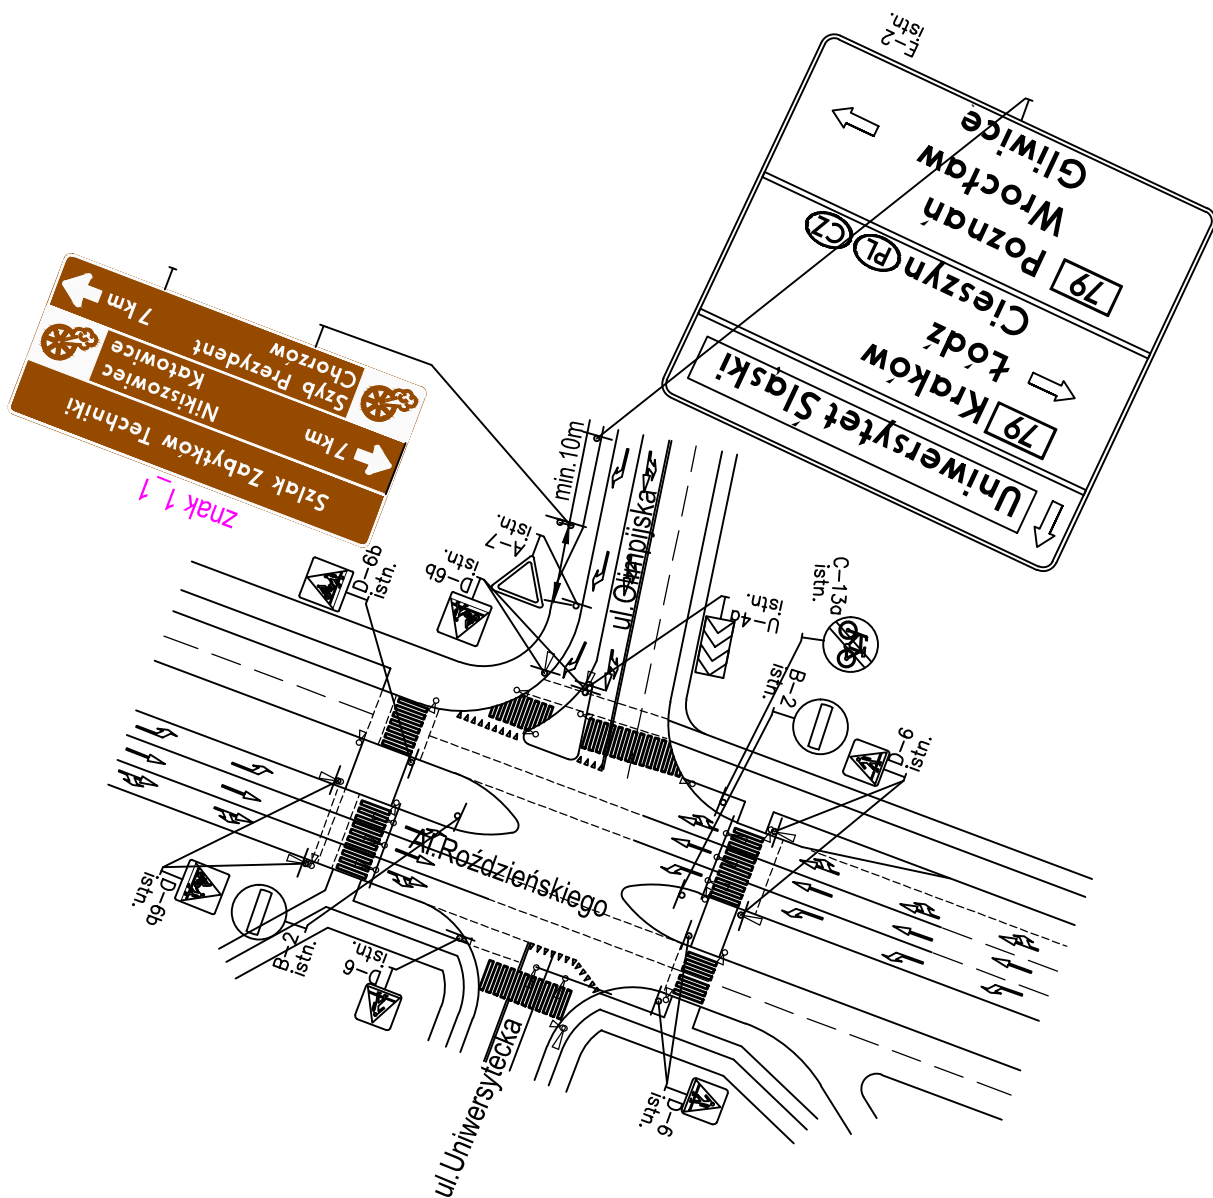 E-2
istn.
Uniwersytet Śląski
79 Kraków
Łódź
Cieszyn PL CZ
79 Poznań
Wrocław
Gliwice
Szlak Zabytków Techniki
7 km
Nikiszowiec
Katowice
Szyb Prezydent
Chorzów
7 km
znak 1_1
min.10m
A-7
istn.
D-6b
istn.
D-6b
istn.
ul.Olimpijska
U-4a
istn.
C-13a
istn.
B-2
istn.
D-6
istn.
Al.Roździeńskiego
D-6b
istn.
B-2
istn.
D-6
istn.
ul.Uniwersytecka
D-6
istn.